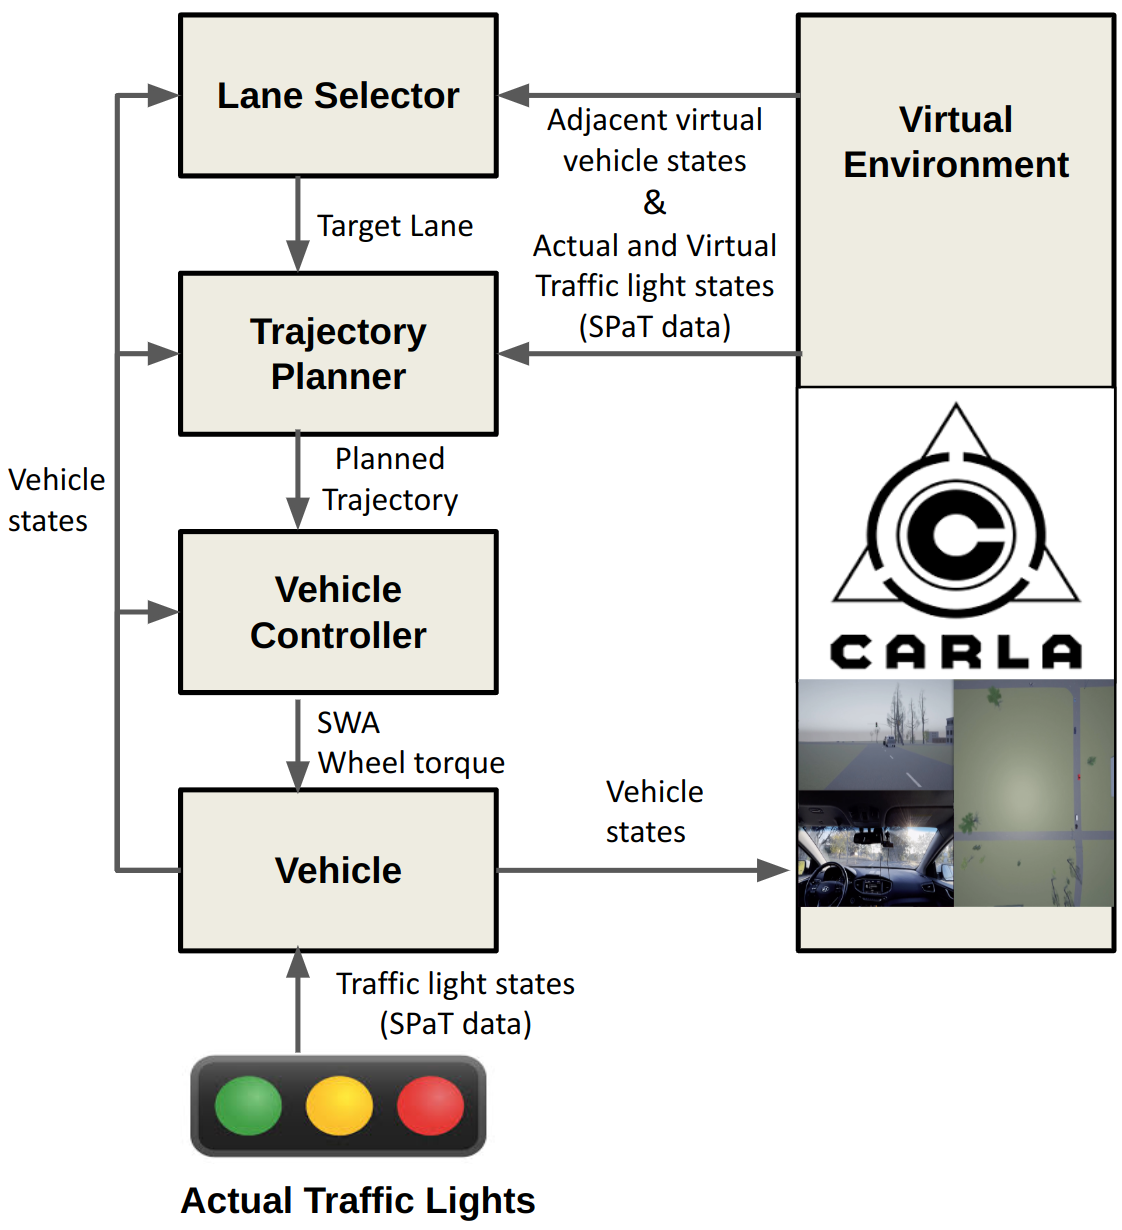 Lane Selector
Virtual
Environment
Adjacent virtual
vehicle states
&
Actual and Virtual
Traffic light states
(SPaT data)
Target Lane
Trajectory
Planner
Planned
Trajectory
Vehicle
states
Vehicle
Controller
CARLA
SWA
Wheel torque
Vehicle
states
Vehicle
Traffic light states
(SPaT data)
Actual Traffic Lights